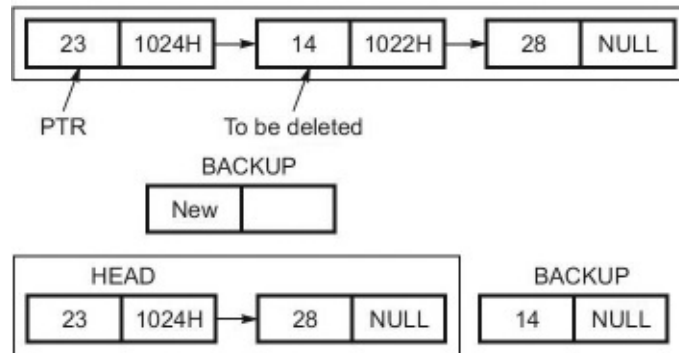 23 1024H 14 1022H 28 NULL
PTR To be deleted
BACKUP
New
HEAD BACKUP
23 1024H 28 NULL 14 NULL